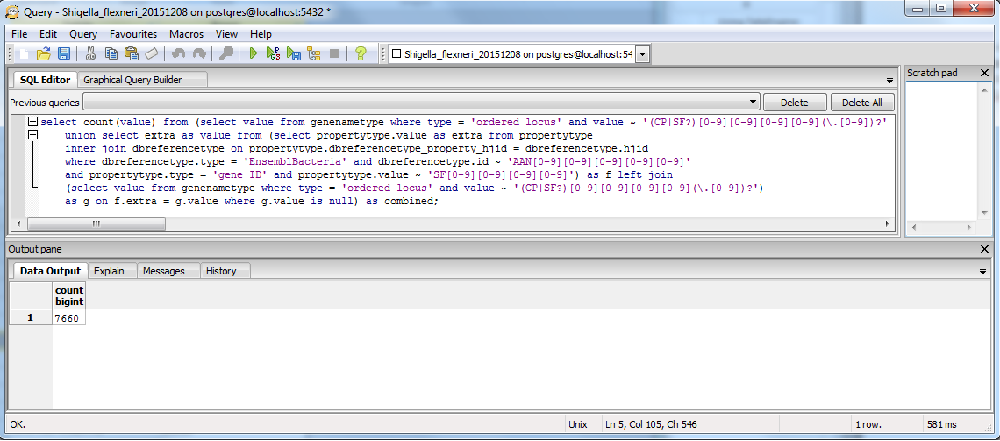 Query - Shigella_flexneri_20151208 on postgres@localhost:5432 *
File Edit Query Favourites Macros View Help
Shigella_flexneri_20151208 on postgres@localhost:54
SQL Editor Graphical Query Builder
Scratch pad
Previous queries Delete Delete All
select count(value) from (select value from genenametype where type = 'ordered locus' and value ~ '(CP|SF?)[0-9][0-9][0-9][0-9](\.[0-9])?'
union select extra as value from (select propertytype.value as extra from propertytype
inner join dbreferencetype on propertytype.dbreferencetype_property_hjid = dbreferencetype.hjid
where dbreferencetype.type = 'EnsemblBacteria' and dbreferencetype.id ~ 'AAN[0-9][0-9][0-9][0-9][0-9]'
and propertytype.type = 'gene ID' and propertytype.value ~ 'SF[0-9][0-9][0-9][0-9]') as f left join
(select value from genenametype where type = 'ordered locus' and value ~ '(CP|SF?)[0-9][0-9][0-9][0-9](\.[0-9])?')
as g on f.extra = g.value where g.value is null) as combined;
Output pane
Data Output Explain Messages History
count
bigint
1 7660
OK. Unix Ln 5, Col 105, Ch 546 1 row. 581 ms